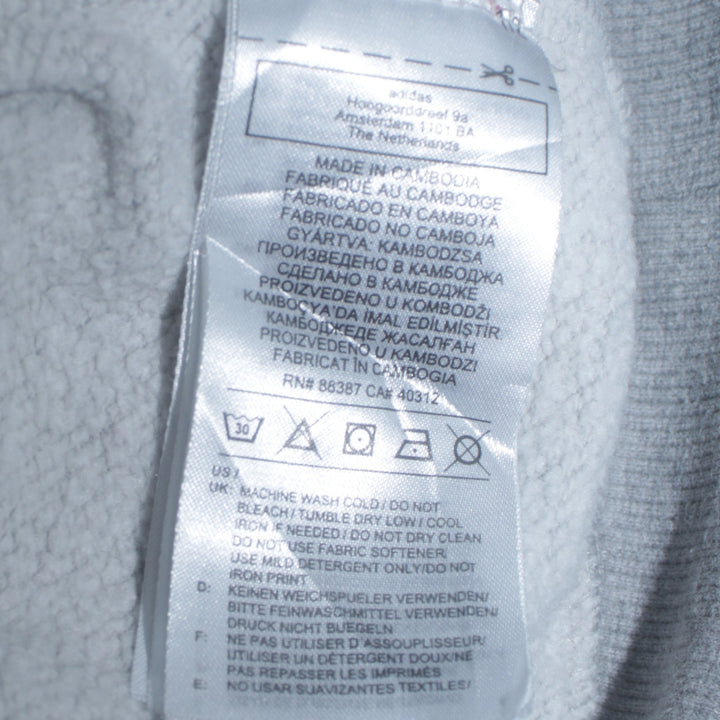 adidas
Hoogoorddreef 9a
Amsterdam 1101 BA
The Netherlands
MADE IN CAMBODIA
FABRIQUÉ AU CAMBODGE
FABRICADO EN CAMBOYA
FABRICADO NO CAMBOJA
GYÁRTVA: KAMBODZSA
ПРОИЗВЕДЕНО В КАМБОДЖА
СДЕЛАНО В КАМБОДЖЕ
PROIZVEDENO U KOMBODŽI
KAMBOÇYA'DA İMAL EDİLMİŞTİR
КАМБОДЖЕДЕ ЖАСАЛҒАН
PROIZVEDENO U KAMBODŽI
FABRICAT ÎN CAMBOGIA
RN# 88387 CA# 40312
30
US /
UK: MACHINE WASH COLD / DO NOT
BLEACH / TUMBLE DRY LOW / COOL
IRON IF NEEDED / DO NOT DRY CLEAN
DO NOT USE FABRIC SOFTENER/
USE MILD DETERGENT ONLY/DO NOT
IRON PRINT
D: KEINEN WEICHSPUELER VERWENDEN/
BITTE FEINWASCHMITTEL VERWENDEN/
DRUCK NICHT BUEGELN
F: NE PAS UTILISER D'ASSOUPLISSEUR/
UTILISER UN DÉTERGENT DOUX/NE
PAS REPASSER LES IMPRIMÉS
E: NO USAR SUAVIZANTES TEXTILES/